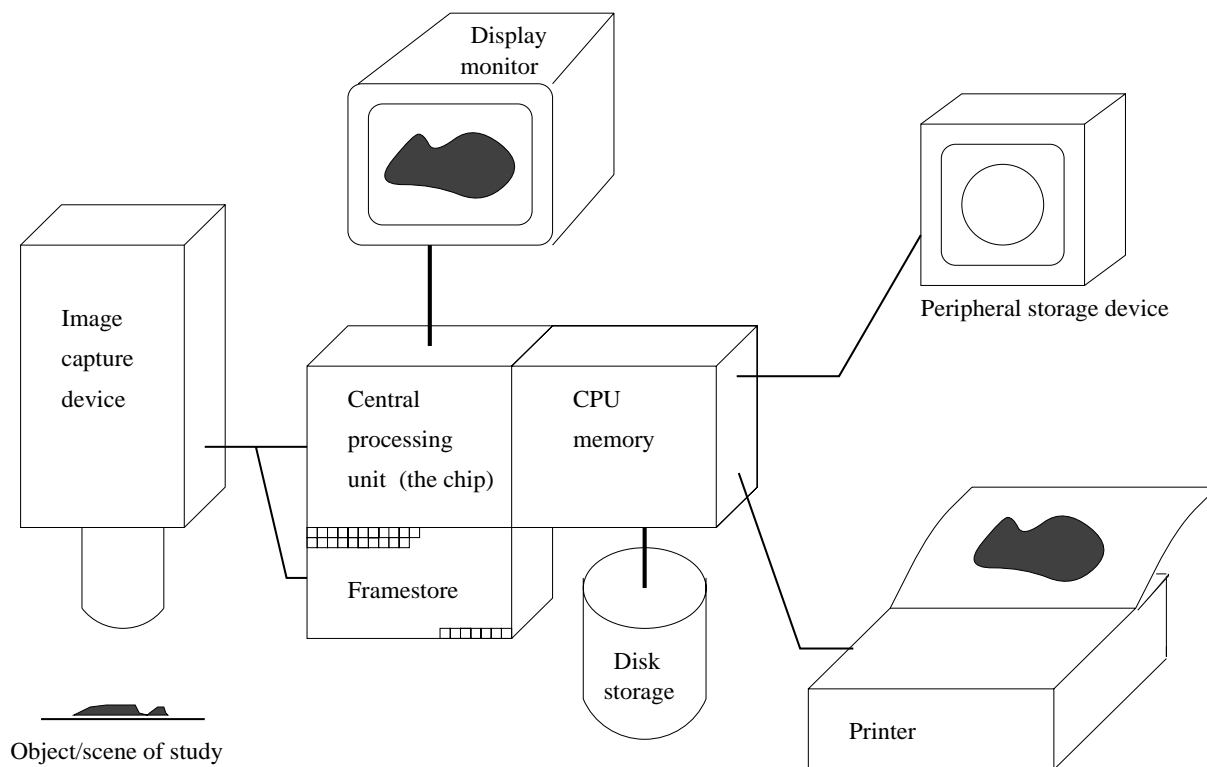 Display
monitor
Image
capture
device
Peripheral storage device
Central
processing
unit (the chip)
CPU
memory
Framestore
Disk
storage
Printer
Object/scene of study